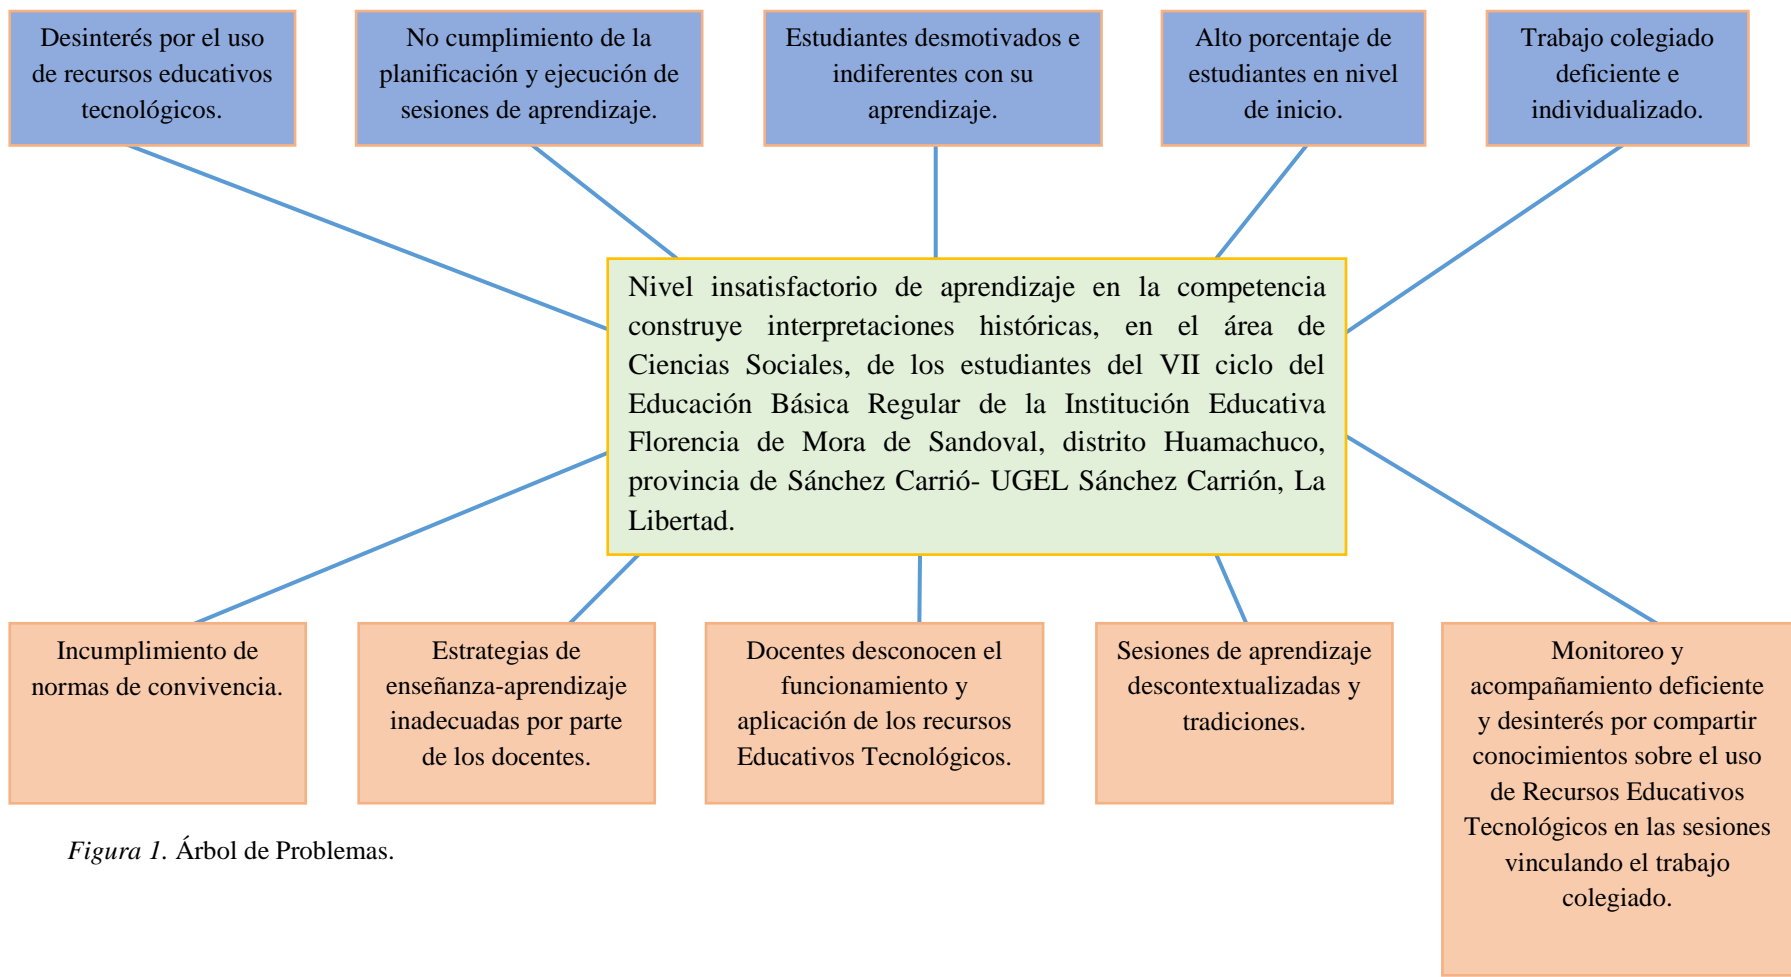 Desinterés por el uso
de recursos educativos
tecnológicos.
No cumplimiento de la
planificación y ejecución de
sesiones de aprendizaje.
Estudiantes desmotivados e
indiferentes con su
aprendizaje.
Alto porcentaje de
estudiantes en nivel
de inicio.
Trabajo colegiado
deficiente e
individualizado.
Nivel insatisfactorio de aprendizaje en la competencia
construye interpretaciones históricas, en el área de
Ciencias Sociales, de los estudiantes del VII ciclo del
Educación Básica Regular de la Institución Educativa
Florencia de Mora de Sandoval, distrito Huamachuco,
provincia de Sánchez Carrió- UGEL Sánchez Carrión, La
Libertad.
Incumplimiento de
normas de convivencia.
Estrategias de
enseñanza-aprendizaje
inadecuadas por parte
de los docentes.
Docentes desconocen el
funcionamiento y
aplicación de los recursos
Educativos Tecnológicos.
Sesiones de aprendizaje
descontextualizadas y
tradiciones.
Monitoreo y
acompañamiento deficiente
y desinterés por compartir
conocimientos sobre el uso
de Recursos Educativos
Tecnológicos en las sesiones
vinculando el trabajo
colegiado.
Figura 1. Árbol de Problemas.